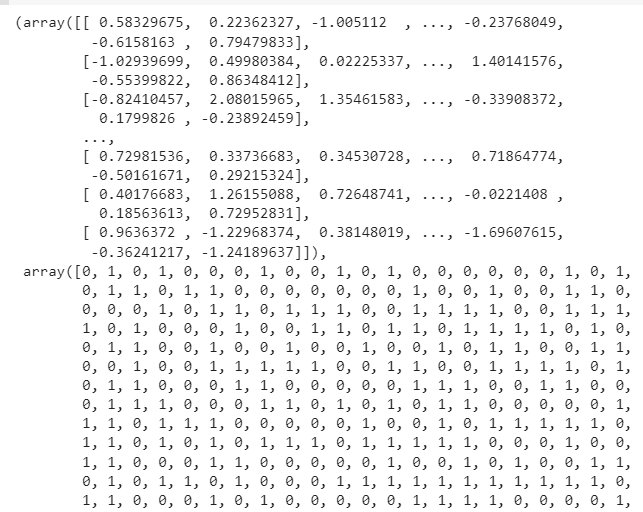 (array([[ 0.58329675,  0.22362327, -1.005112  , ..., -0.23768049,
        -0.6158163 ,  0.79479833],
       [-1.02939699,  0.49980384,  0.02225337, ...,  1.40141576,
        -0.55399822,  0.86348412],
       [-0.82410457,  2.08015965,  1.35461583, ..., -0.33908372,
         0.1799826 , -0.23892459],
       ...,
       [ 0.72981536,  0.33736683,  0.34530728, ...,  0.71864774,
        -0.50161671,  0.29215324],
       [ 0.40176683,  1.26155088,  0.72648741, ..., -0.0221408 ,
         0.18563613,  0.72952831],
       [ 0.9636372 , -1.22968374,  0.38148019, ..., -1.69607615,
        -0.36241217, -1.24189637]]),
 array([0, 1, 0, 1, 0, 0, 0, 1, 0, 0, 1, 0, 1, 0, 0, 0, 0, 0, 0, 1, 0, 1,
        0, 1, 1, 0, 1, 1, 0, 0, 0, 0, 0, 0, 0, 1, 0, 0, 1, 0, 0, 1, 1, 0,
        0, 0, 0, 1, 0, 1, 1, 0, 1, 1, 1, 0, 0, 1, 1, 1, 1, 0, 0, 1, 1, 1,
        1, 0, 1, 0, 0, 1, 0, 0, 1, 1, 0, 1, 1, 0, 1, 1, 1, 1, 0, 1, 0,
        0, 1, 1, 0, 0, 1, 0, 0, 1, 0, 0, 1, 0, 0, 1, 0, 1, 1, 0, 0, 1, 1,
        0, 0, 1, 0, 0, 1, 1, 1, 1, 1, 0, 0, 1, 1, 0, 0, 1, 1, 1, 1, 0, 1,
        0, 1, 1, 0, 0, 0, 1, 1, 0, 0, 0, 0, 0, 1, 1, 1, 0, 0, 1, 1, 0, 0,
        0, 1, 1, 1, 0, 0, 0, 1, 1, 0, 1, 0, 1, 0, 1, 1, 0, 0, 0, 0, 0, 1,
        1, 1, 0, 1, 1, 1, 0, 0, 0, 0, 0, 1, 0, 0, 1, 0, 1, 1, 1, 1, 1, 0,
        1, 1, 0, 1, 0, 1, 0, 1, 1, 1, 0, 1, 1, 1, 1, 1, 0, 0, 0, 1, 0, 0,
        1, 1, 0, 0, 0, 1, 1, 0, 0, 0, 0, 0, 1, 0, 0, 1, 0, 1, 0, 0, 1, 1,
        0, 1, 0, 1, 1, 0, 1, 0, 0, 0, 1, 1, 1, 1, 1, 1, 1, 1, 1, 1, 1, 0,
        1, 1, 0, 0, 0, 1, 0, 1, 0, 0, 0, 0, 0, 1, 1, 1, 1, 0, 0, 0, 0, 1,